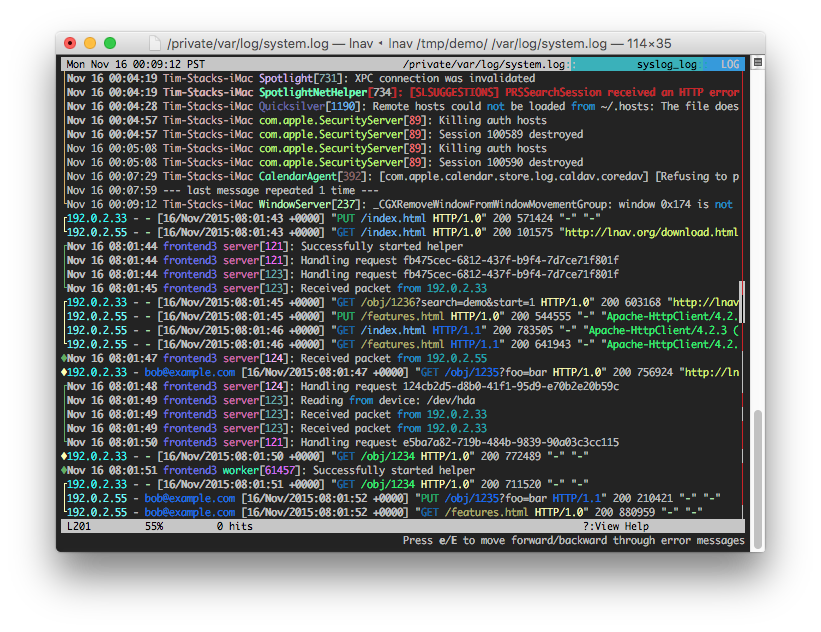 /private/var/log/system.log — lnav ◂ lnav /tmp/demo/ /var/log/system.log — 114×35
Mon Nov 16 00:09:12 PST /private/var/log/system.log:: syslog_log LOG
Nov 16 00:04:19 Tim-Stacks-iMac Spotlight[731]: XPC connection was invalidated
Nov 16 00:04:19 Tim-Stacks-iMac SpotlightNetHelper[734]: [SLSUGGESTIONS] PRSSearchSession received an HTTP error
Nov 16 00:04:28 Tim-Stacks-iMac Quicksilver[1190]: Remote hosts could not be loaded from ~/.hosts: The file does
Nov 16 00:04:57 Tim-Stacks-iMac com.apple.SecurityServer[89]: Killing auth hosts
Nov 16 00:04:57 Tim-Stacks-iMac com.apple.SecurityServer[89]: Session 100589 destroyed
Nov 16 00:05:08 Tim-Stacks-iMac com.apple.SecurityServer[89]: Killing auth hosts
Nov 16 00:05:08 Tim-Stacks-iMac com.apple.SecurityServer[89]: Session 100590 destroyed
Nov 16 00:07:29 Tim-Stacks-iMac CalendarAgent[392]: [com.apple.calendar.store.log.caldav.coredav] [Refusing to p
Nov 16 00:07:59 --- last message repeated 1 time ---
Nov 16 00:09:12 Tim-Stacks-iMac WindowServer[237]: _CGXRemoveWindowFromWindowMovementGroup: window 0x174 is not
192.0.2.33 - - [16/Nov/2015:08:01:43 +0000] "PUT /index.html HTTP/1.0" 200 571424 "-" "-"
192.0.2.55 - - [16/Nov/2015:08:01:43 +0000] "GET /index.html HTTP/1.0" 200 101575 "http://lnav.org/download.html
Nov 16 08:01:44 frontend3 server[121]: Successfully started helper
Nov 16 08:01:44 frontend3 server[121]: Handling request fb475cec-6812-437f-b9f4-7d7ce71f801f
Nov 16 08:01:44 frontend3 server[123]: Handling request fb475cec-6812-437f-b9f4-7d7ce71f801f
Nov 16 08:01:45 frontend3 server[123]: Received packet from 192.0.2.33
192.0.2.33 - - [16/Nov/2015:08:01:45 +0000] "GET /obj/1236?search=demo&start=1 HTTP/1.0" 200 603168 "http://lnav
192.0.2.55 - - [16/Nov/2015:08:01:45 +0000] "PUT /features.html HTTP/1.0" 200 544555 "-" "Apache-HttpClient/4.2.
192.0.2.55 - - [16/Nov/2015:08:01:46 +0000] "GET /index.html HTTP/1.1" 200 783505 "-" "Apache-HttpClient/4.2.3 (
192.0.2.55 - - [16/Nov/2015:08:01:46 +0000] "GET /features.html HTTP/1.1" 200 641943 "-" "Apache-HttpClient/4.2.
Nov 16 08:01:47 frontend3 server[124]: Received packet from 192.0.2.55
192.0.2.33 - bob@example.com [16/Nov/2015:08:01:47 +0000] "GET /obj/1235?foo=bar HTTP/1.0" 200 756924 "http://ln
Nov 16 08:01:48 frontend3 server[124]: Handling request 124cb2d5-d8b0-41f1-95d9-e70b2e20b59c
Nov 16 08:01:49 frontend3 server[123]: Reading from device: /dev/hda
Nov 16 08:01:49 frontend3 server[123]: Received packet from 192.0.2.33
Nov 16 08:01:49 frontend3 server[123]: Received packet from 192.0.2.33
Nov 16 08:01:50 frontend3 server[121]: Handling request e5ba7a82-719b-484b-9839-90a03c3cc115
192.0.2.33 - - [16/Nov/2015:08:01:50 +0000] "GET /obj/1234 HTTP/1.0" 200 772489 "-" "-"
Nov 16 08:01:51 frontend3 worker[61457]: Successfully started helper
192.0.2.55 - - [16/Nov/2015:08:01:51 +0000] "GET /obj/1234 HTTP/1.0" 200 711520 "-" "-"
192.0.2.55 - bob@example.com [16/Nov/2015:08:01:52 +0000] "PUT /obj/1235?foo=bar HTTP/1.1" 200 210421 "-" "-"
192.0.2.55 - bob@example.com [16/Nov/2015:08:01:52 +0000] "GET /features.html HTTP/1.0" 200 880959 "-" "-"
L201 55% 0 hits ?:View Help
Press e/E to move forward/backward through error messages